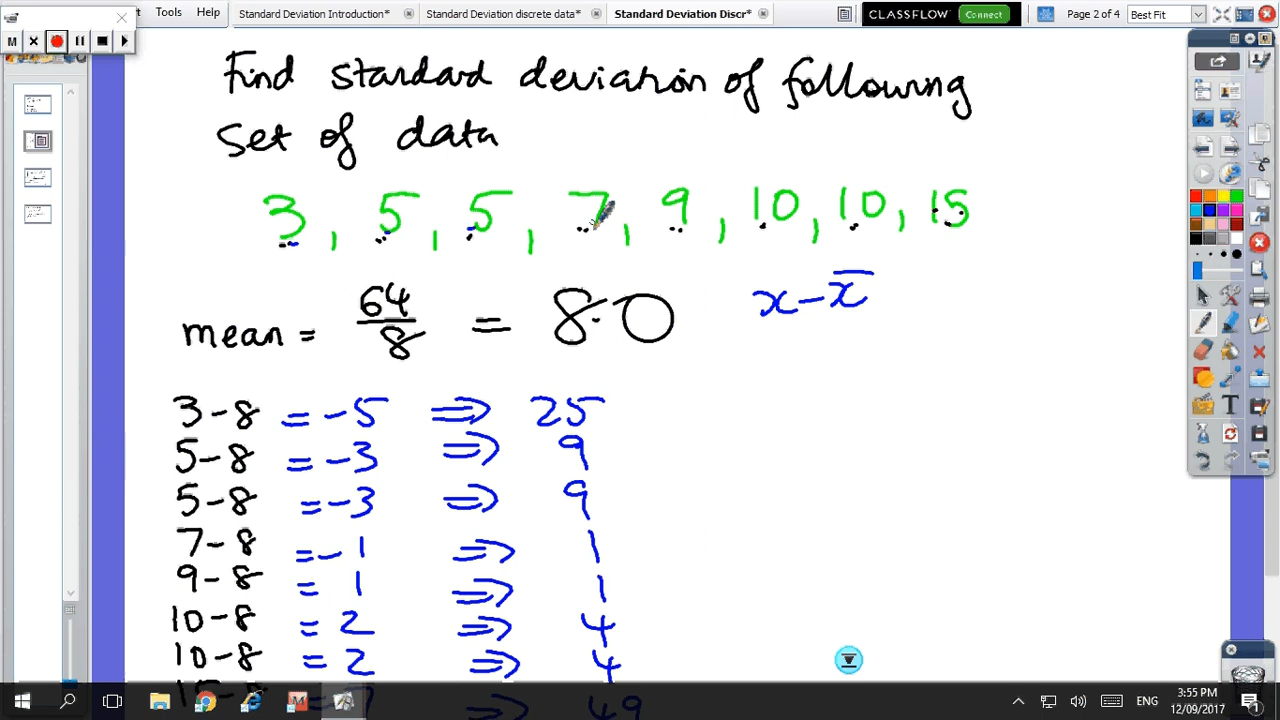 Tools Help Standard Deviation Introduction* Standard Deviation discrete data* Standard Deviation Discr* CLASSFLOW Connect Page 2 of 4 Best Fit
M
Find standard deviation of following
set of data
3, 5, 5, 7, 9, 10, 10, 15
mean = 64/8 = 8.0 x-x̄
3-8 = -5 ⇒ 25
5-8 = -3 ⇒ 9
5-8 = -3 ⇒ 9
7-8 = -1 ⇒ 1
9-8 = 1 ⇒ 1
10-8 = 2 ⇒ 4
10-8 = 2 ⇒ 4
15-8 = 7 ⇒ 49
ENG 3:55 PM
12/09/2017